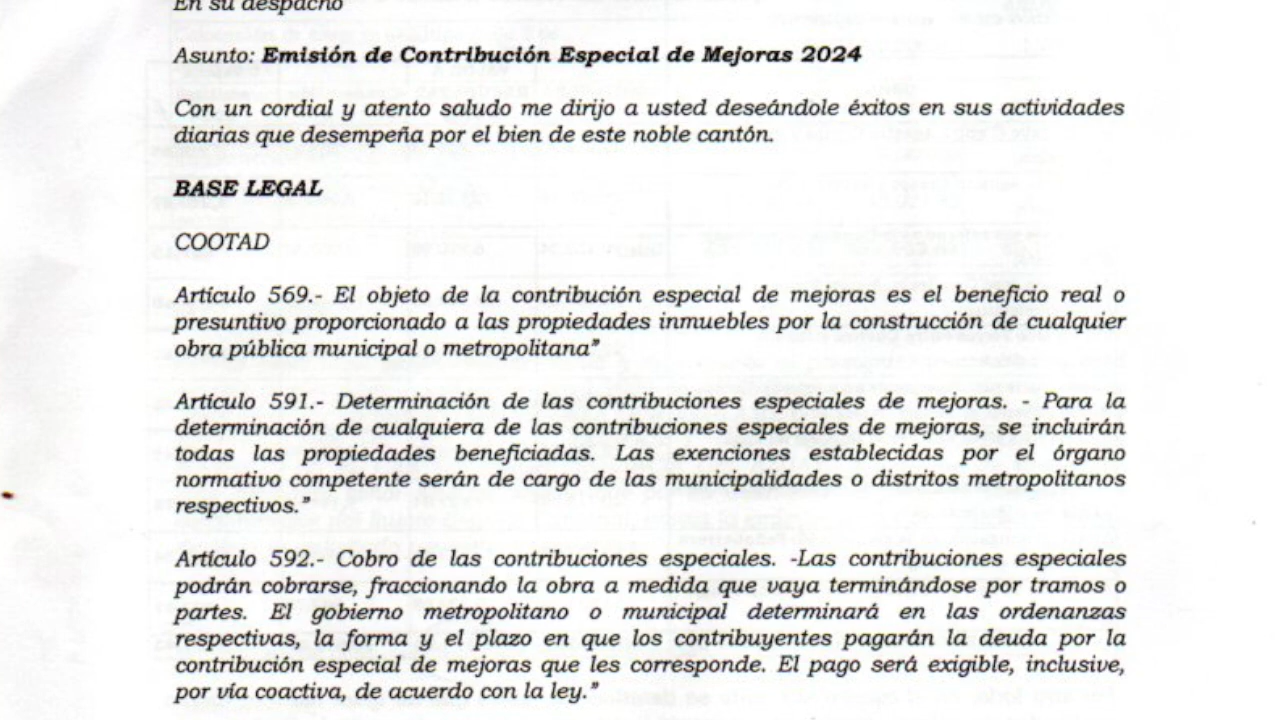 En su despacho
Asunto: Emisión de Contribución Especial de Mejoras 2024
Con un cordial y atento saludo me dirijo a usted deseándole éxitos en sus actividades
diarias que desempeña por el bien de este noble cantón.
BASE LEGAL
COOTAD
Artículo 569.- El objeto de la contribución especial de mejoras es el beneficio real o
presuntivo proporcionado a las propiedades inmuebles por la construcción de cualquier
obra pública municipal o metropolitana”
Artículo 591.- Determinación de las contribuciones especiales de mejoras. - Para la
determinación de cualquiera de las contribuciones especiales de mejoras, se incluirán
todas las propiedades beneficiadas. Las exenciones establecidas por el órgano
normativo competente serán de cargo de las municipalidades o distritos metropolitanos
respectivos.”
Artículo 592.- Cobro de las contribuciones especiales. -Las contribuciones especiales
podrán cobrarse, fraccionando la obra a medida que vaya terminándose por tramos o
partes. El gobierno metropolitano o municipal determinará en las ordenanzas
respectivas, la forma y el plazo en que los contribuyentes pagarán la deuda por la
contribución especial de mejoras que les corresponde. El pago será exigible, inclusive,
por vía coactiva, de acuerdo con la ley.”